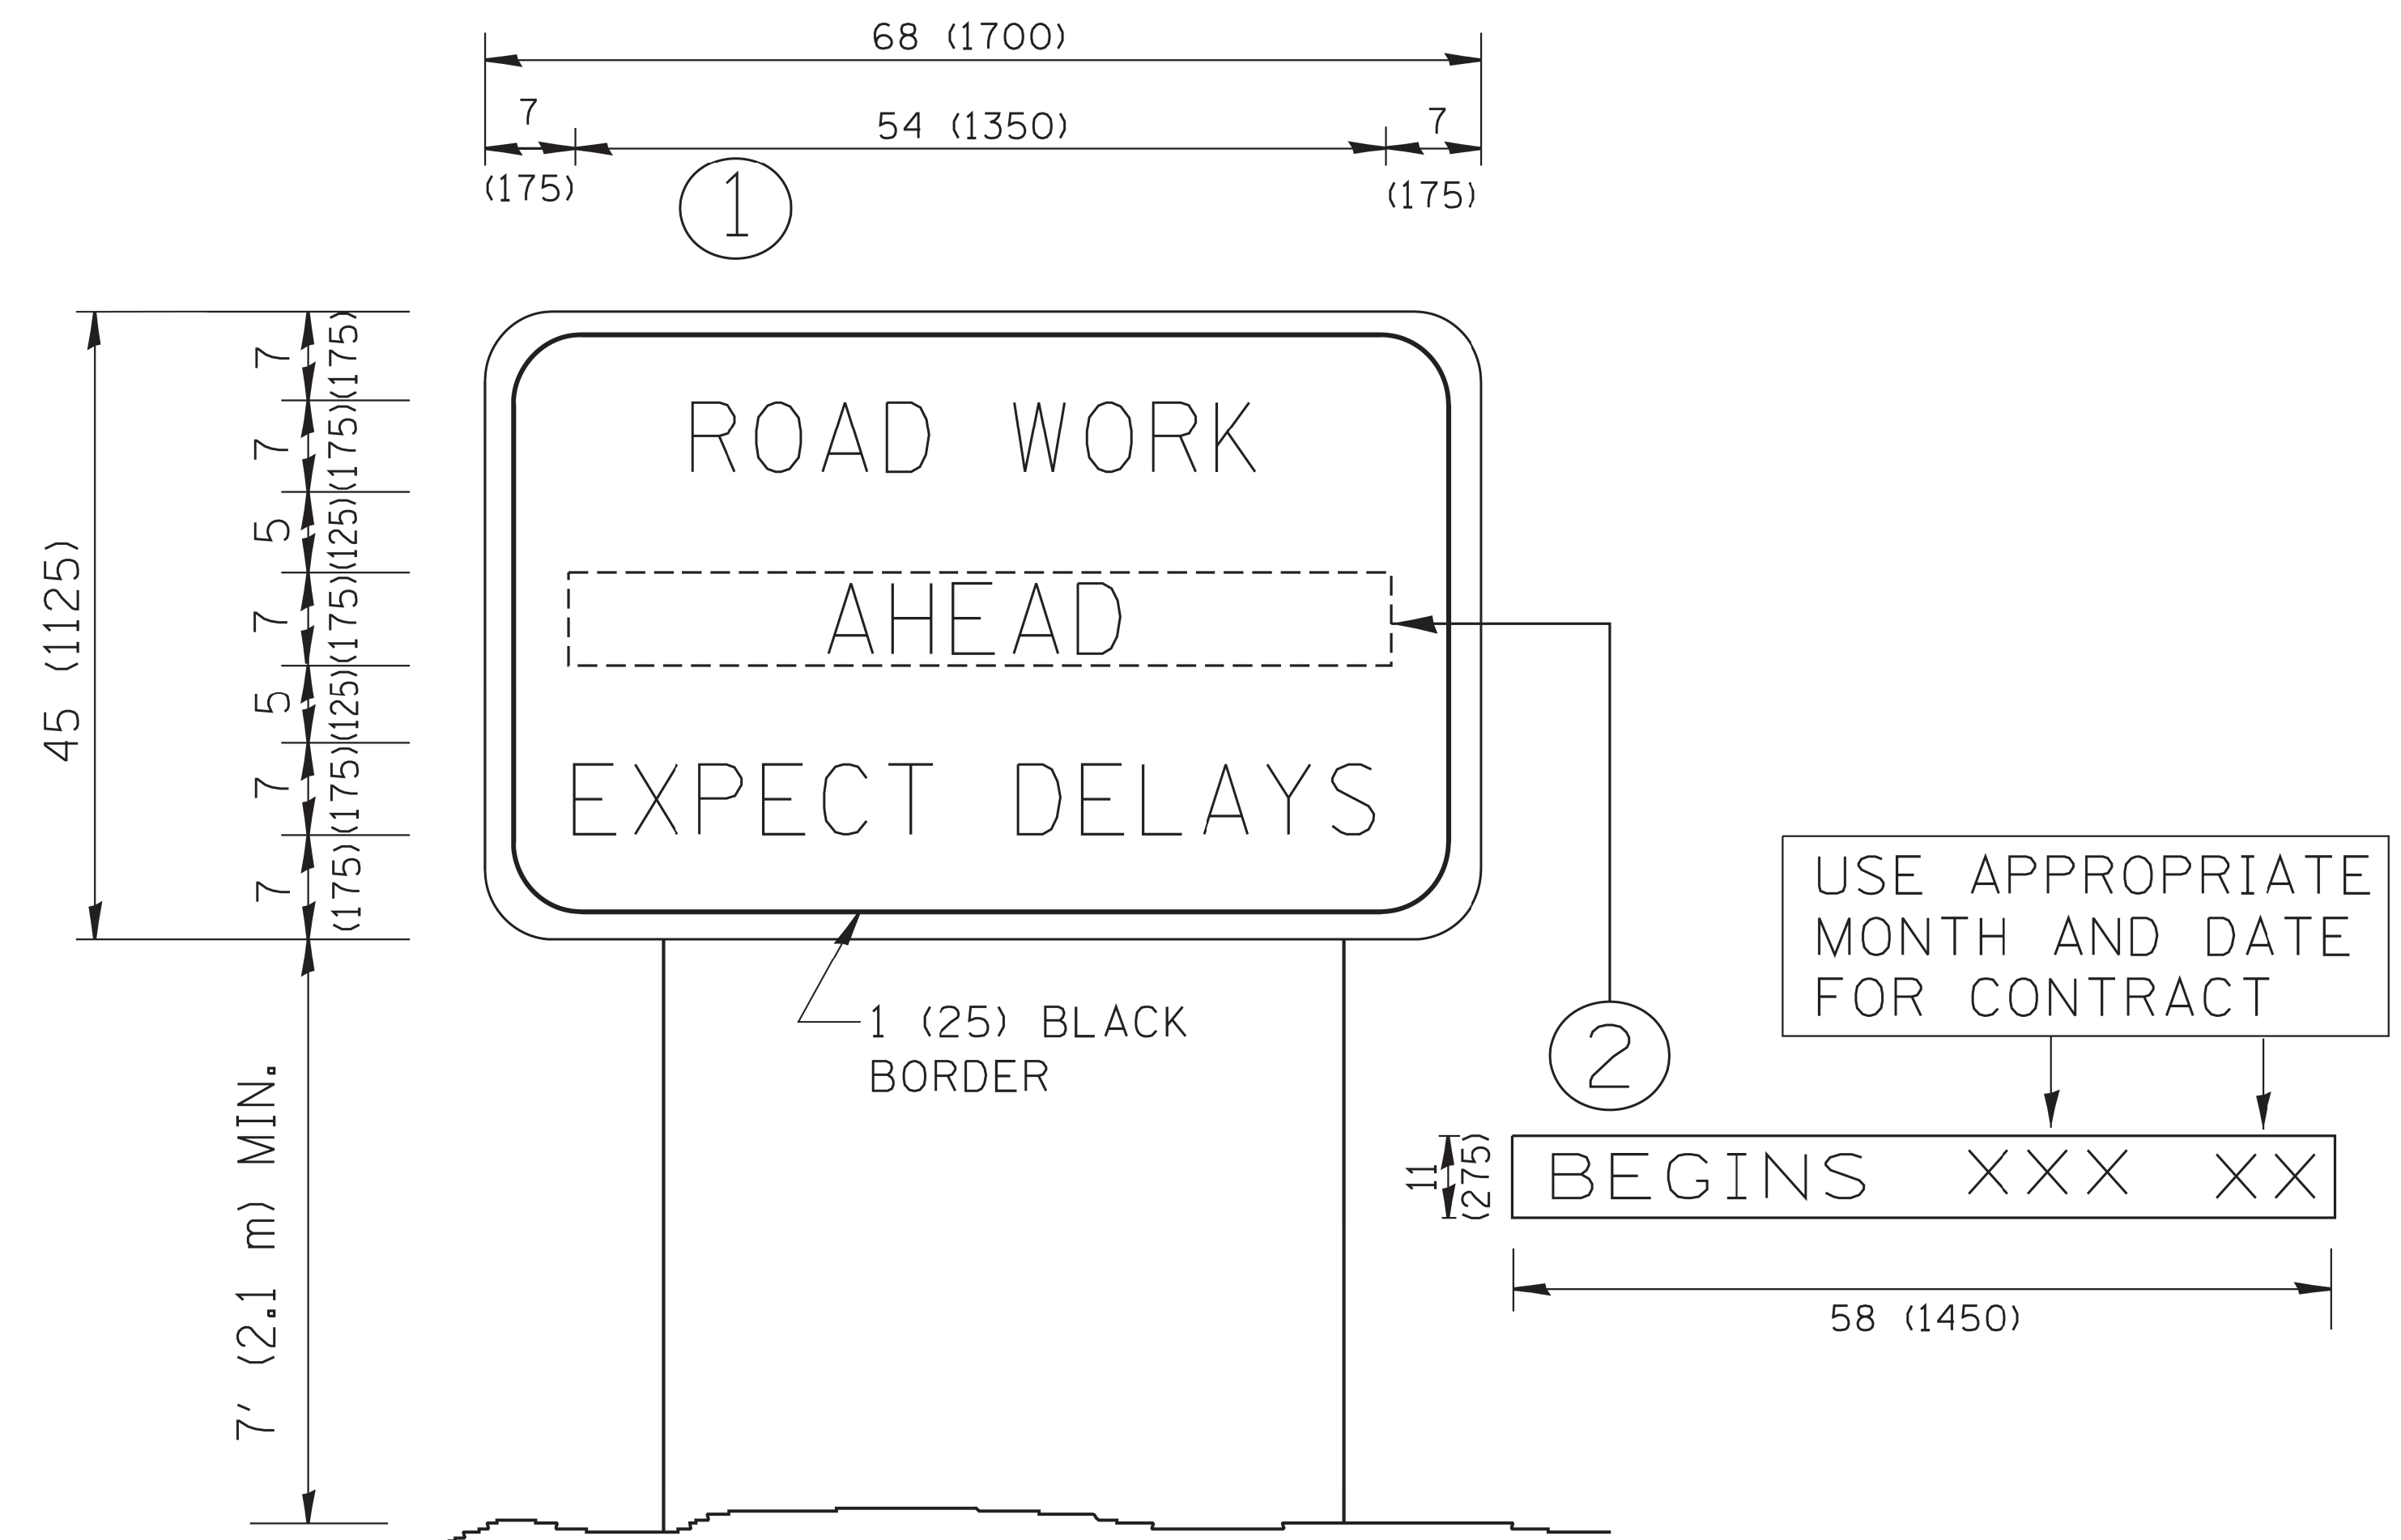 68 (1700)
7
54 (1350)
7
(175)
(175)
1
7 (175)
7 (175)
5 (125)
7 (175)
5 (125)
7 (175)
7 (175)
45 (1125)
ROAD WORK
AHEAD
EXPECT DELAYS
1 (25) BLACK
BORDER
7' (2.1 m) MIN.
2
USE APPROPRIATE
MONTH AND DATE
FOR CONTRACT
11
(275)
BEGINS XXX XX
58 (1450)